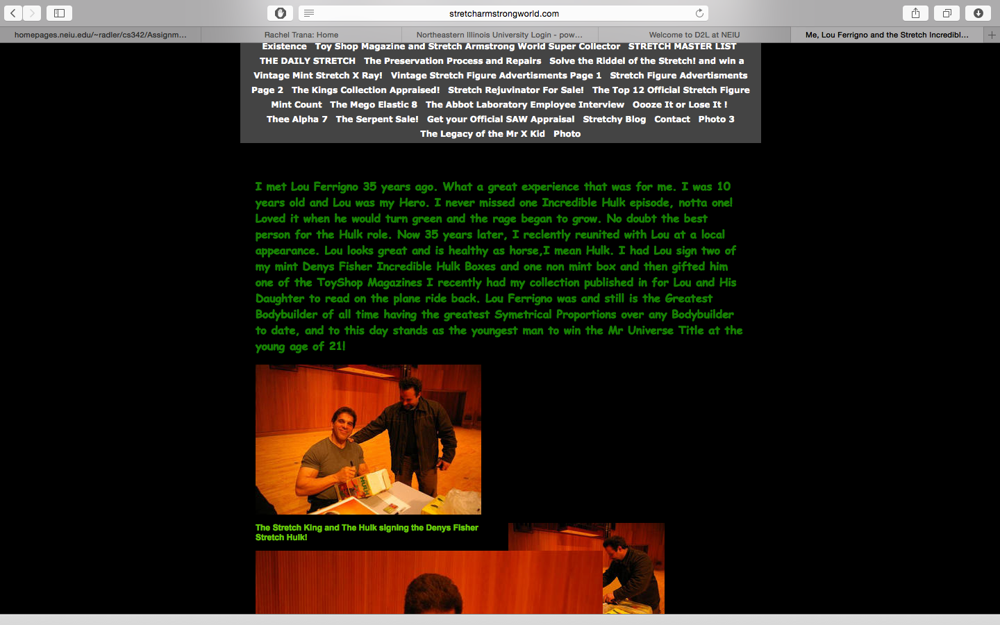 stretcharmstrongworld.com
homepages.neiu.edu/~radler/cs342/Assignm...
Rachel Trana: Home
Northeastern Illinois University Login - pow...
Welcome to D2L at NEIU
Me, Lou Ferrigno and the Stretch Incredibl...
Existence Toy Shop Magazine and Stretch Armstrong World Super Collector STRETCH MASTER LIST
THE DAILY STRETCH The Preservation Process and Repairs Solve the Riddel of the Stretch! and win a
Vintage Mint Stretch X Ray! Vintage Stretch Figure Advertisments Page 1 Stretch Figure Advertisments
Page 2 The Kings Collection Appraised! Stretch Rejuvinator For Sale! The Top 12 Official Stretch Figure
Mint Count The Mego Elastic 8 The Abbot Laboratory Employee Interview Oooze It or Lose It !
Thee Alpha 7 The Serpent Sale! Get your Official SAW Appraisal Stretchy Blog Contact Photo 3
The Legacy of the Mr X Kid Photo
I met Lou Ferrigno 35 years ago. What a great experience that was for me. I was 10
years old and Lou was my Hero. I never missed one Incredible Hulk episode, notta one!
Loved it when he would turn green and the rage began to grow. No doubt the best
person for the Hulk role. Now 35 years later, I reclently reunited with Lou at a local
appearance. Lou looks great and is healthy as horse,I mean Hulk. I had Lou sign two of
my mint Denys Fisher Incredible Hulk Boxes and one non mint box and then gifted him
one of the ToyShop Magazines I recently had my collection published in for Lou and His
Daughter to read on the plane ride back. Lou Ferrigno was and still is the Greatest
Bodybuilder of all time having the greatest Symetrical Proportions over any Bodybuilder
to date, and to this day stands as the youngest man to win the Mr Universe Title at the
young age of 21!
HULK
The Stretch King and The Hulk signing the Denys Fisher
Stretch Hulk!